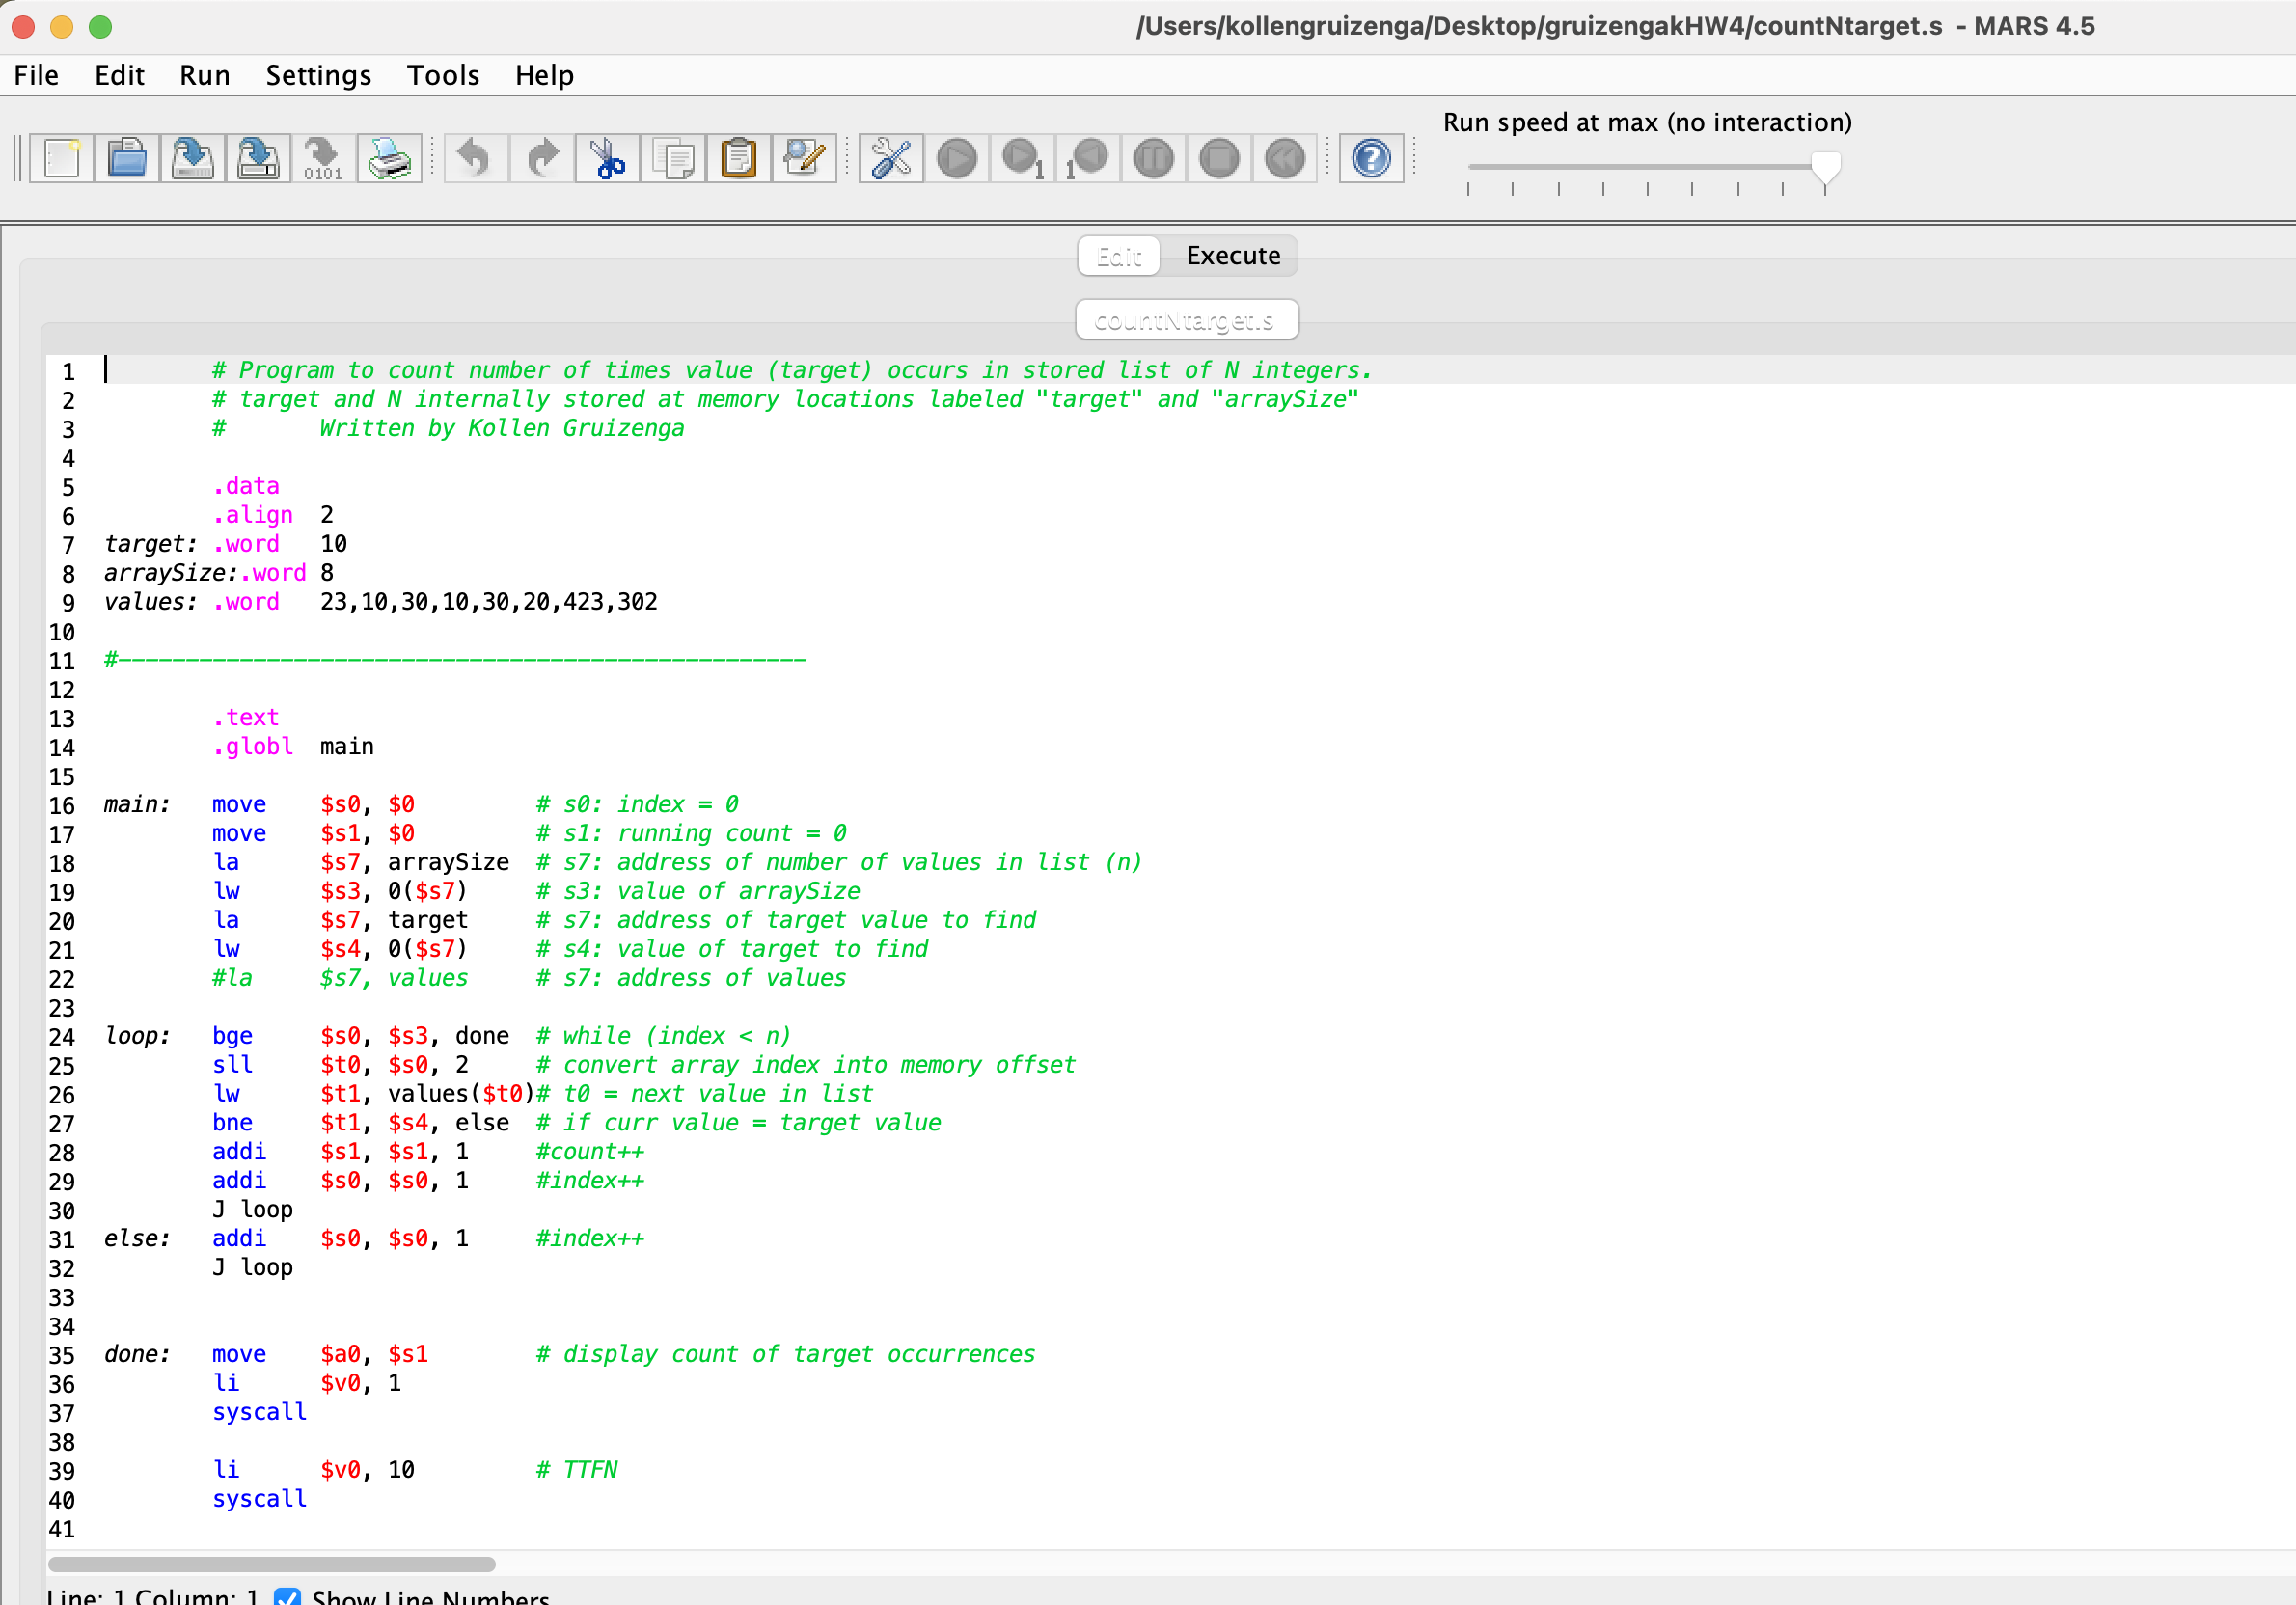 /Users/kollengruizenga/Desktop/gruizengakHW4/countNtarget.s - MARS 4.5
File Edit Run Settings Tools Help
Run speed at max (no interaction)
0101
1 1
Edit Execute
countNtarget.s
1 # Program to count number of times value (target) occurs in stored list of N integers.
2 # target and N internally stored at memory locations labeled "target" and "arraySize"
3 # Written by Kollen Gruizenga
4
5 .data
6 .align 2
7 target: .word 10
8 arraySize:.word 8
9 values: .word 23,10,30,10,30,20,423,302
10
11 #---------------------------------------------------
12
13 .text
14 .globl main
15
16 main: move $s0, $0 # s0: index = 0
17 move $s1, $0 # s1: running count = 0
18 la $s7, arraySize # s7: address of number of values in list (n)
19 lw $s3, 0($s7) # s3: value of arraySize
20 la $s7, target # s7: address of target value to find
21 lw $s4, 0($s7) # s4: value of target to find
22 #la $s7, values # s7: address of values
23
24 loop: bge $s0, $s3, done # while (index < n)
25 sll $t0, $s0, 2 # convert array index into memory offset
26 lw $t1, values($t0)# t0 = next value in list
27 bne $t1, $s4, else # if curr value = target value
28 addi $s1, $s1, 1 #count++
29 addi $s0, $s0, 1 #index++
30 J loop
31 else: addi $s0, $s0, 1 #index++
32 J loop
33
34
35 done: move $a0, $s1 # display count of target occurrences
36 li $v0, 1
37 syscall
38
39 li $v0, 10 # TTFN
40 syscall
41
Line: 1 Column: 1 Show Line Numbers